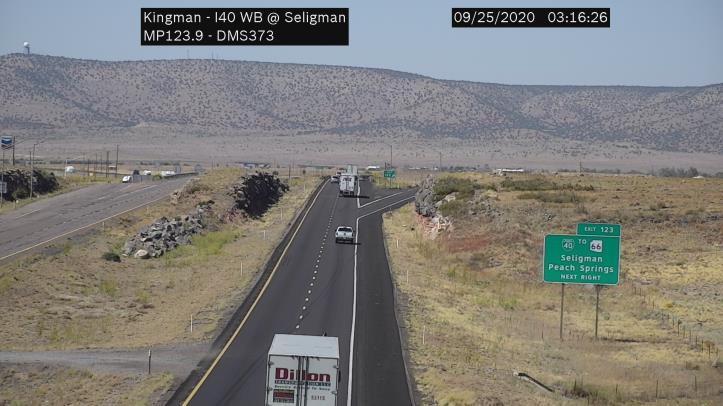 Kingman - I40 WB @ Seligman
MP123.9 - DMS373
09/25/2020 03:16:26
EXIT 123
40 TO 66
Seligman
Peach Springs
NEXT RIGHT
Dillon